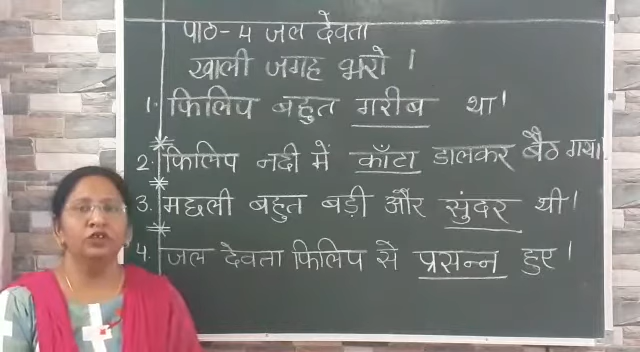 पाठ- ४ जल देवता
खाली जगह भरो ।
1. फिलिप बहुत गरीब था।
2. फिलिप नदी में काँटा डालकर बैठ गया।
3. मछली बहुत बड़ी और सुंदर थी।
4. जल देवता फिलिप से प्रसन्न हुए ।